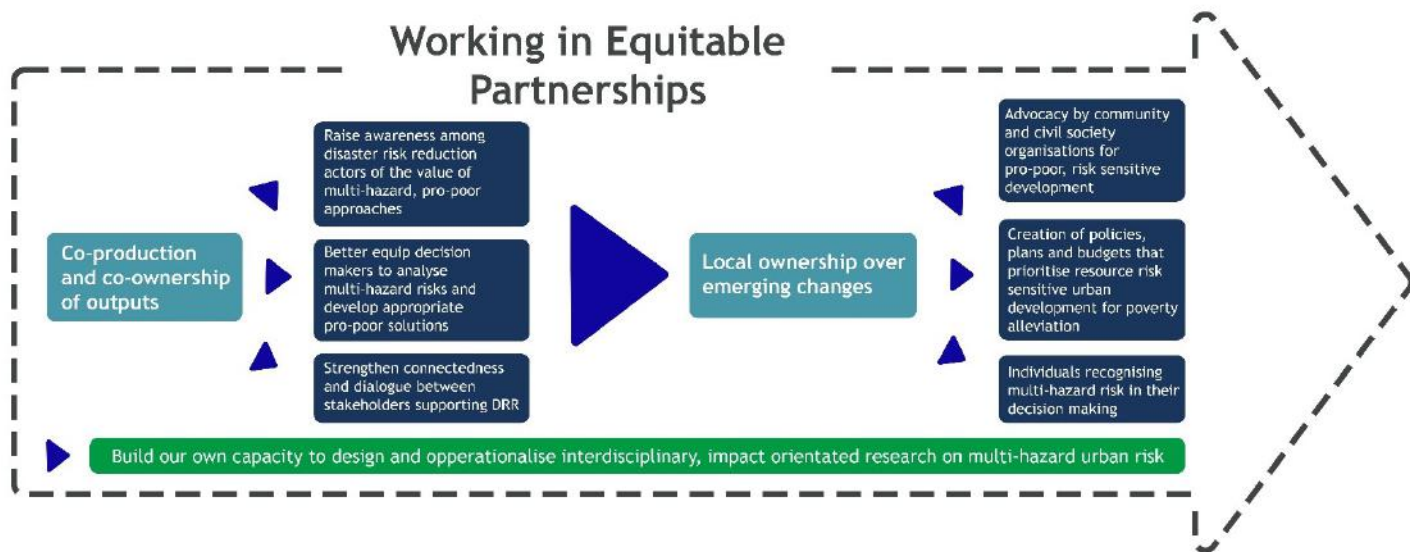 Working in Equitable
Partnerships
Co-production
and co-ownership
of outputs
Raise awareness among
disaster risk reduction
actors of the value of
multi-hazard, pro-poor
approaches
Better equip decision
makers to analyse
multi-hazard risks and
develop appropriate
pro-poor solutions
Strengthen connectedness
and dialogue between
stakeholders supporting DRR
Local ownership over
emerging changes
Advocacy by community
and civil society
organisations for
pro-poor, risk sensitive
development
Creation of policies,
plans and budgets that
prioritise resource risk
sensitive urban
development for poverty
alleviation
Individuals recognising
multi-hazard risk in their
decision making
Build our own capacity to design and opperationalise interdisciplinary, impact orientated research on multi-hazard urban risk